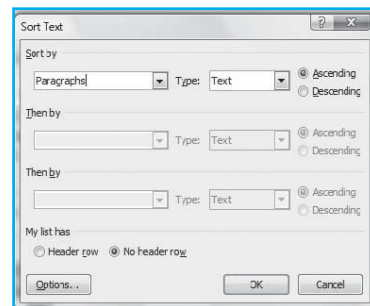 Sort Text
Sort by
Paragraphs Type: Text Ascending
Descending
Then by
Type: Text Ascending
Descending
Then by
Type: Text Ascending
Descending
My list has
Header row No header row
Options... OK Cancel